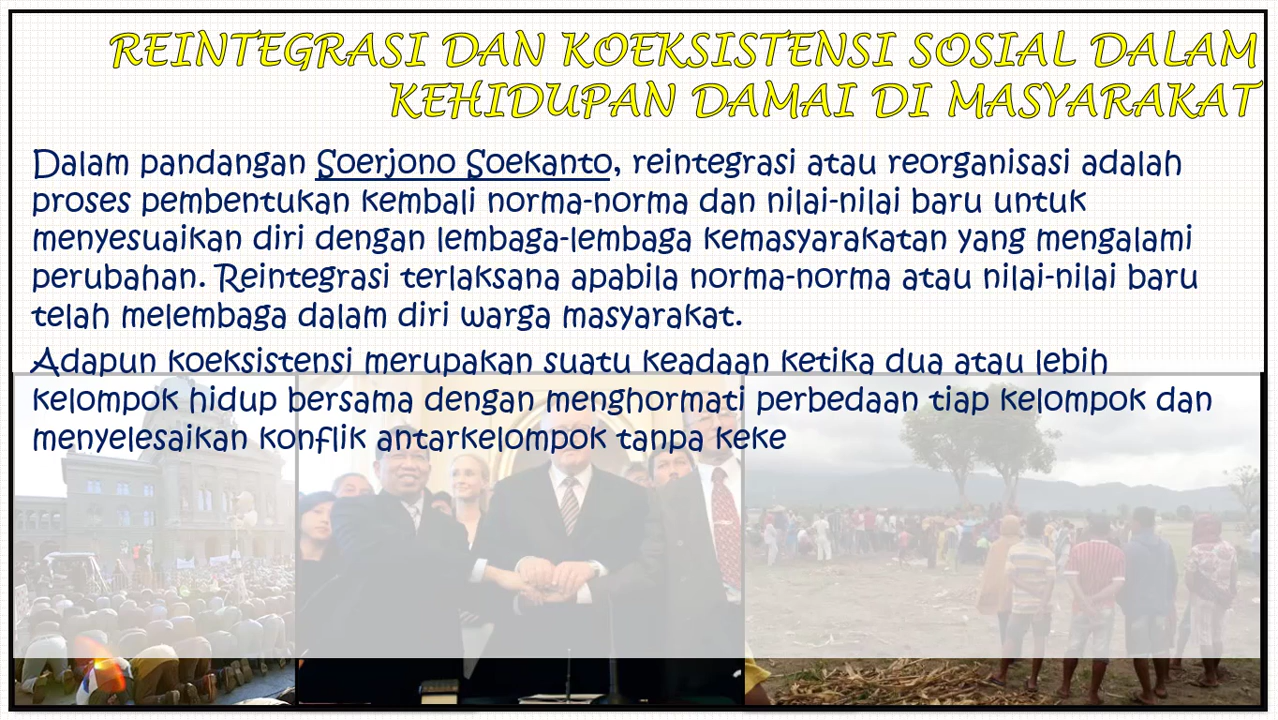 REINTEGRASI DAN KOEKSISTENSI SOSIAL DALAM
KEHIDUPAN DAMAI DI MASYARAKAT
Dalam pandangan Soerjono Soekanto, reintegrasi atau reorganisasi adalah
proses pembentukan kembali norma-norma dan nilai-nilai baru untuk
menyesuaikan diri dengan lembaga-lembaga kemasyarakatan yang mengalami
perubahan. Reintegrasi terlaksana apabila norma-norma atau nilai-nilai baru
telah melembaga dalam diri warga masyarakat.
Adapun koeksistensi merupakan suatu keadaan ketika dua atau lebih
kelompok hidup bersama dengan menghormati perbedaan tiap kelompok dan
menyelesaikan konflik antarkelompok tanpa keke